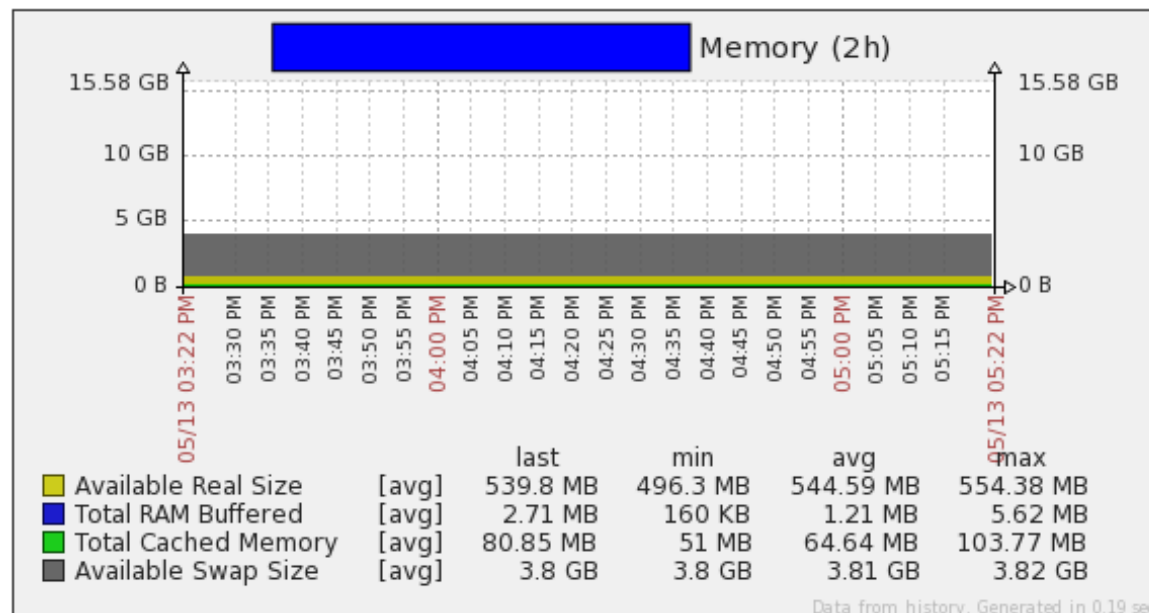 Memory (2h)
15.58 GB 15.58 GB
10 GB 10 GB
5 GB 5 GB
0 B 0 B
05/13 03:22 PM
03:30 PM
03:35 PM
03:40 PM
03:45 PM
03:50 PM
03:55 PM
04:00 PM
04:05 PM
04:10 PM
04:15 PM
04:20 PM
04:25 PM
04:30 PM
04:35 PM
04:40 PM
04:45 PM
04:50 PM
04:55 PM
05:00 PM
05:05 PM
05:10 PM
05:15 PM
05/13 05:22 PM
last min avg max
Available Real Size [avg] 539.8 MB 496.3 MB 544.59 MB 554.38 MB
Total RAM Buffered [avg] 2.71 MB 160 KB 1.21 MB 5.62 MB
Total Cached Memory [avg] 80.85 MB 51 MB 64.64 MB 103.77 MB
Available Swap Size [avg] 3.8 GB 3.8 GB 3.81 GB 3.82 GB
Data from history. Generated in 0.19 sec